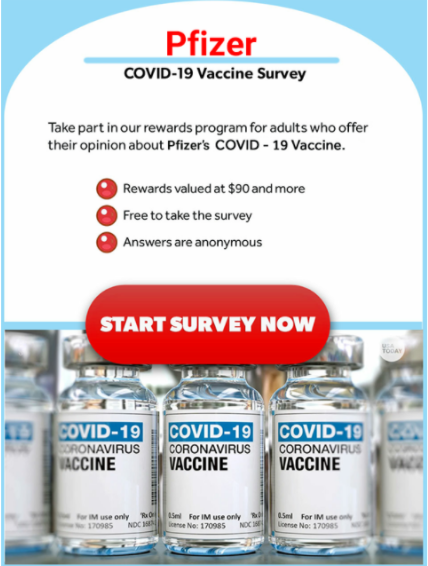 Pfizer
COVID-19 Vaccine Survey
Take part in our rewards program for adults who offer
their opinion about Pfizer's COVID - 19 Vaccine.
Rewards valued at $90 and more
Free to take the survey
Answers are anonymous
START SURVEY NOW
TODAY
COVID-19
CORONAVIRUS
VACCINE
0.5ml For IM use only
License No: 170985
NDC
COVID-19
CORONAVIRUS
VACCINE
0.5ml For IM use only
License No: 170985
NDC
COVID-19
CORONAVIRUS
VACCINE
0.5ml For IM use only
License No: 170985
NDC